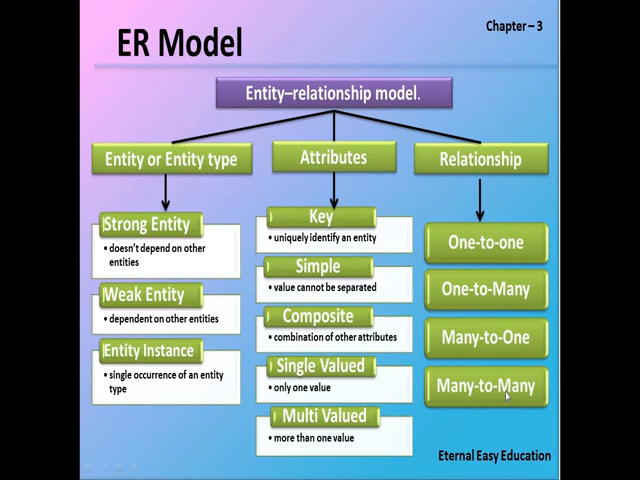 Chapter – 3
ER Model
Entity–relationship model.
Entity or Entity type
Attributes
Relationship
Strong Entity
• doesn't depend on other
entities
Weak Entity
• dependent on other entities
Entity Instance
• single occurrence of an entity
type
Key
• uniquely identify an entity
Simple
• value cannot be separated
Composite
• combination of other attributes
Single Valued
• only one value
Multi Valued
• more than one value
One-to-one
One-to-Many
Many-to-One
Many-to-Many
Eternal Easy Education